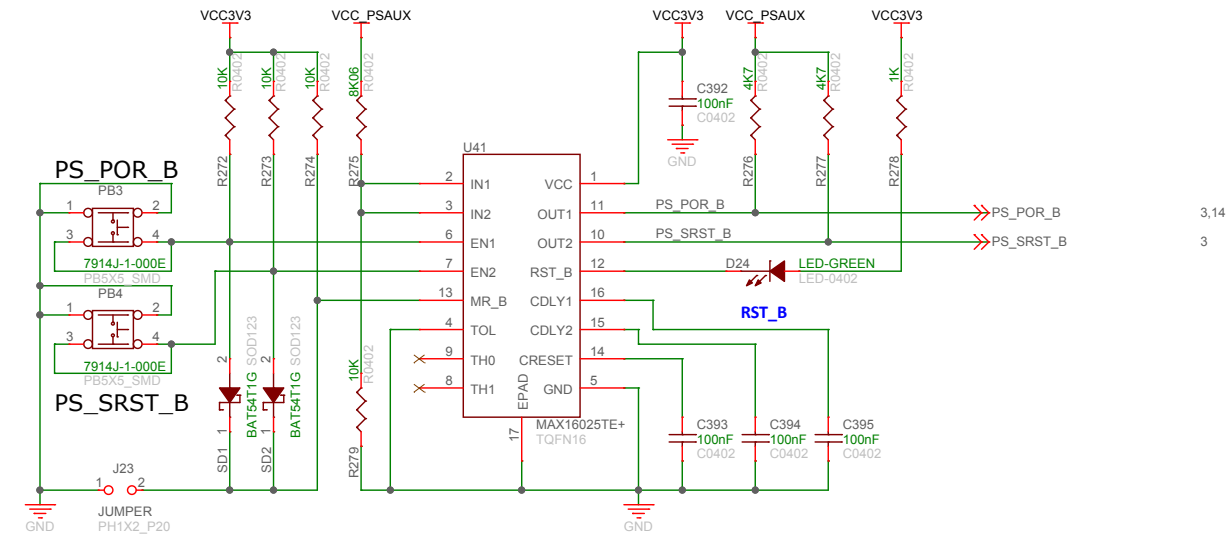 VCC3V3
VCC_PSAUX
VCC3V3
VCC_PSAUX
VCC3V3
10K
R0402
10K
R0402
10K
R0402
8K06
R0402
C392
100nF
C0402
GND
4K7
R0402
4K7
R0402
1K
R0402
R272
R273
R274
R275
R276
R277
R278
U41
PS_POR_B
PB3
1
2
3
4
7914J-1-000E
PB5X5_SMD
PB4
1
2
3
4
7914J-1-000E
PB5X5_SMD
PS_SRST_B
2 IN1
3 IN2
6 EN1
7 EN2
13 MR_B
4 TOL
9 TH0
8 TH1
VCC 1
OUT1 11
OUT2 10
RST_B 12
CDLY1 16
CDLY2 15
CRESET 14
GND 5
EPAD
17
MAX16025TE+
TQFN16
PS_POR_B
PS_SRST_B
PS_POR_B 3,14
PS_SRST_B 3
D24
LED-GREEN
LED-0402
RST_B
2
SOD123
BAT54T1G
1
SD1
2
SOD123
BAT54T1G
1
SD2
10K
R0402
R279
C393
100nF
C0402
C394
100nF
C0402
C395
100nF
C0402
J23
1
2
JUMPER
PH1X2_P20
GND
GND